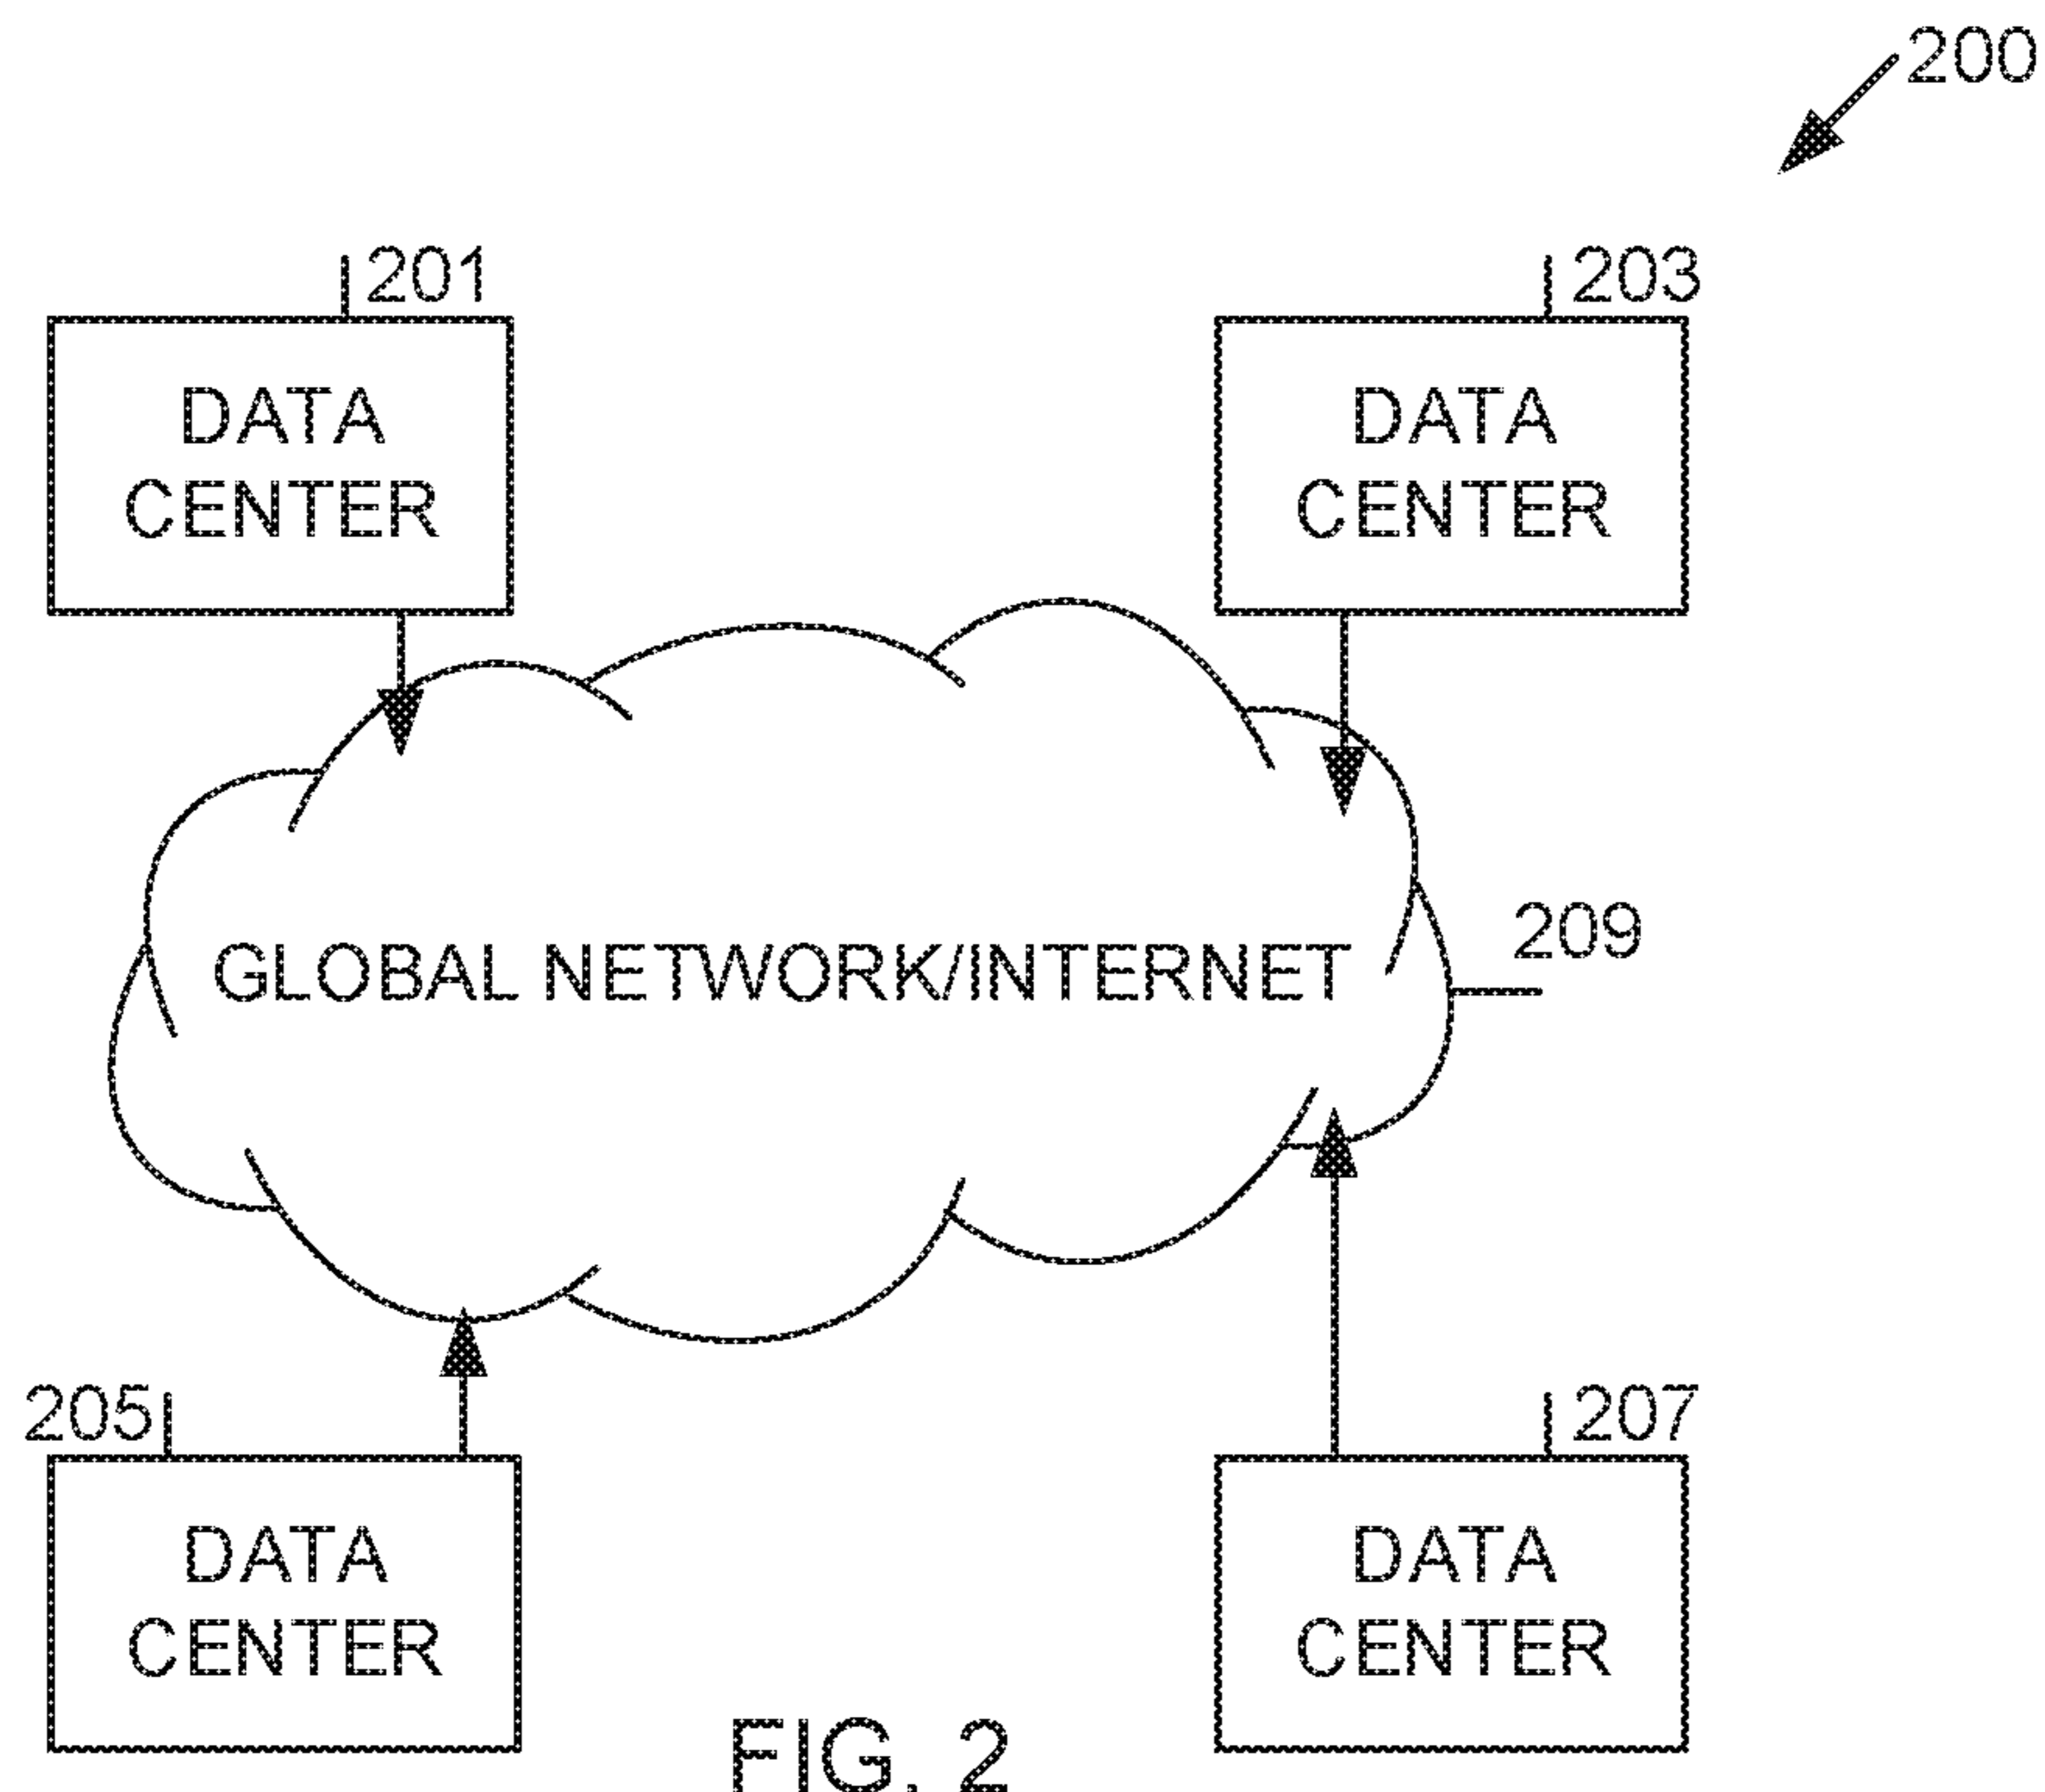 200
201
203
DATA
CENTER
DATA
CENTER
GLOBAL NETWORK/INTERNET
209
205
207
DATA
CENTER
DATA
CENTER
FIG. 2